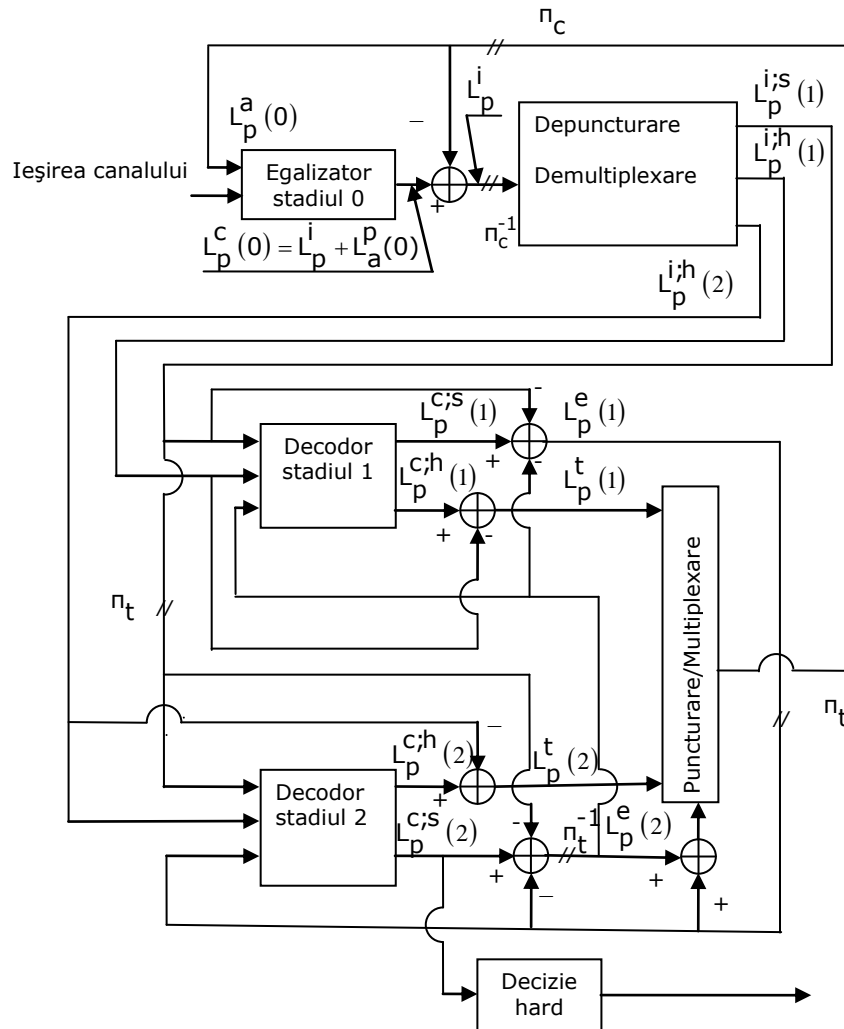 π_c
L_p^i
L_p^{i;s}(1)
L_p^a(0)
−
Depuncturare
L_p^{i;h}(1)
Ieşirea canalului
Egalizator
stadiul 0
+
Demultiplexare
π_c^{-1}
L_p^c(0) = L_p^i + L_a^p(0)
L_p^{i;h}(2)
-
L_p^{c;s}(1)
L_p^e(1)
Decodor
stadiul 1
+
-
L_p^{c;h}(1)
L_p^t(1)
+
-
π_t
Puncturare/Multiplexare
π_t
−
L_p^{c;h}(2)
L_p^t(2)
Decodor
stadiul 2
+
-
L_p^{c;s}(2)
π_t^{-1}
L_p^e(2)
+
+
−
+
Decizie
hard